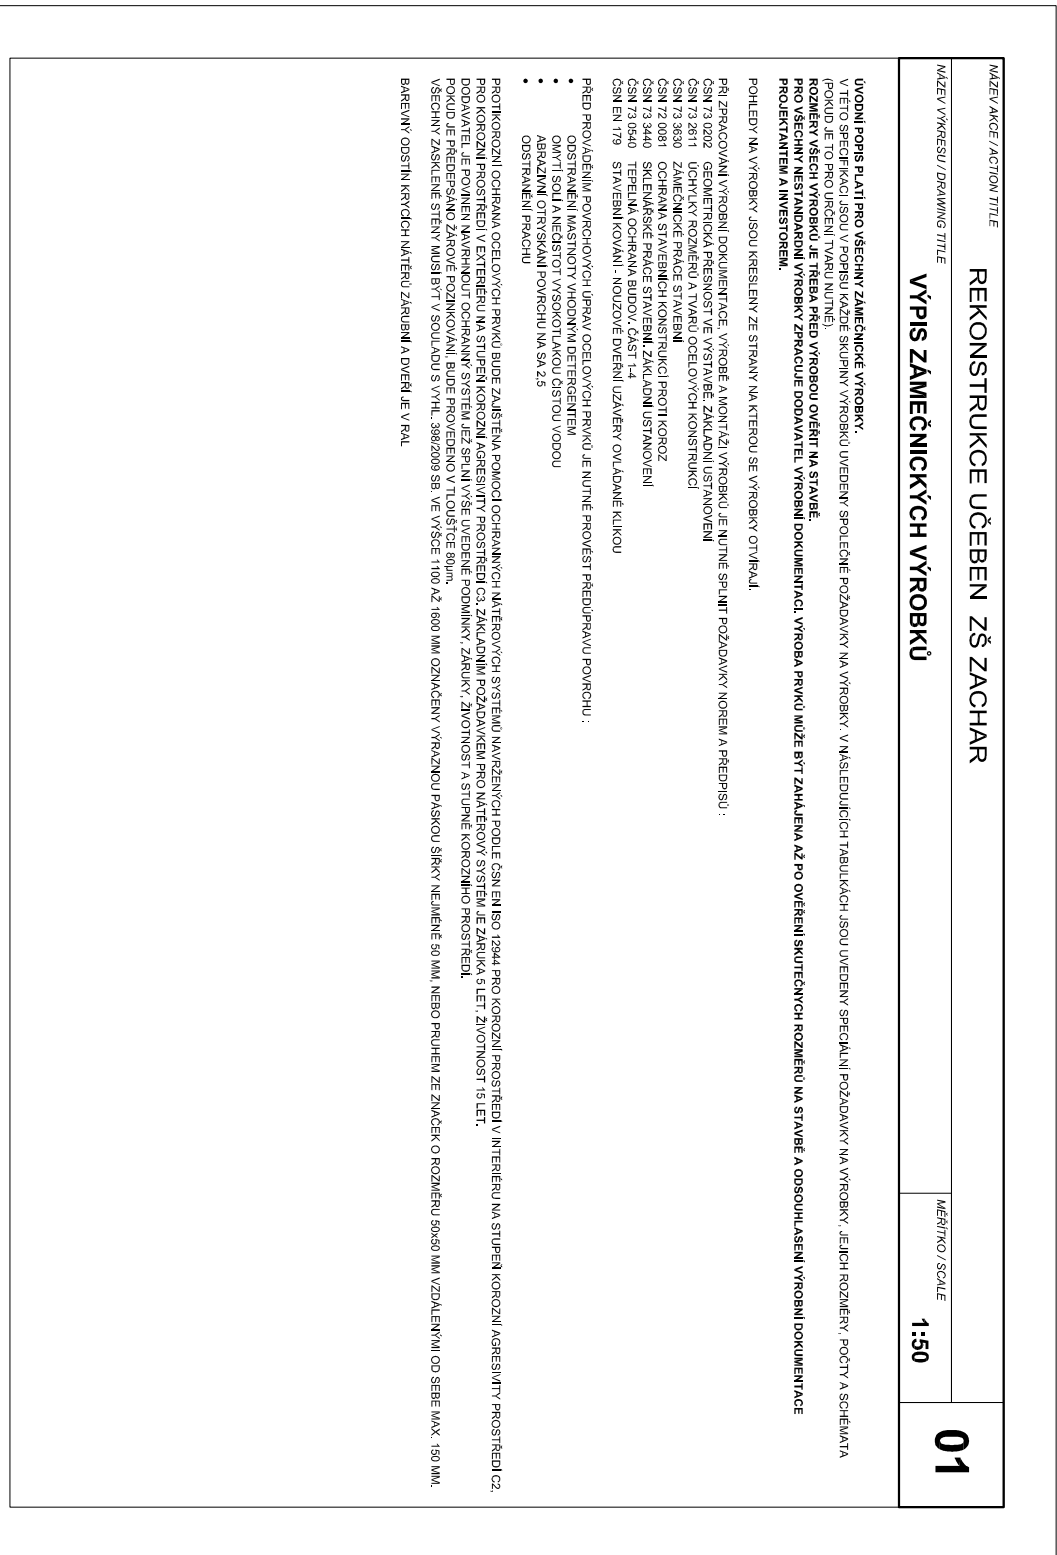 NÁZEV AKCE / ACTION TITLE
REKONSTRUKCE UČEBEN ZŠ ZACHAR
NÁZEV VÝKRESU / DRAWING TITLE
VÝPIS ZÁMEČNICKÝCH VÝROBKŮ
MĚŘÍTKO / SCALE
1:50
01
ÚVODNÍ POPIS PLATÍ PRO VŠECHNY ZÁMEČNICKÉ VÝROBKY.
V TÉTO SPECIFIKACI JSOU V POPISU KAŽDÉ SKUPINY VÝROBKŮ UVEDENY SPOLEČNÉ POŽADAVKY NA VÝROBKY. V NÁSLEDUJÍCÍCH TABULKÁCH JSOU UVEDENY SPECIÁLNÍ POŽADAVKY NA VÝROBKY, JEJICH ROZMĚRY, POČTY A SCHÉMATA
(POKUD JE TO PRO URČENÍ TVARU NUTNÉ).
ROZMĚRY VŠECH VÝROBKŮ JE TŘEBA PŘED VÝROBOU OVĚŘIT NA STAVBĚ.
PRO VŠECHNY NESTANDARDNÍ VÝROBKY ZPRACUJE DODAVATEL VÝROBNÍ DOKUMENTACI. VÝROBA PRVKŮ MŮŽE BÝT ZAHÁJENA AŽ PO OVĚŘENÍ SKUTEČNÝCH ROZMĚRŮ NA STAVBĚ A ODSOUHLASENÍ VÝROBNÍ DOKUMENTACE
PROJEKTANTEM A INVESTOREM.
POHLEDY NA VÝROBKY JSOU KRESLENY ZE STRANY NA KTEROU SE VÝROBKY OTVÍRAJÍ.
PŘI ZPRACOVÁNÍ VÝROBNÍ DOKUMENTACE, VÝROBĚ A MONTÁŽI VÝROBKŮ JE NUTNÉ SPLNIT POŽADAVKY NOREM A PŘEDPISŮ :
ČSN 73 0202 GEOMETRICKÁ PŘESNOST VE VÝSTAVBĚ. ZÁKLADNÍ USTANOVENÍ
ČSN 73 2611 ÚCHYLKY ROZMĚRŮ A TVARŮ OCELOVÝCH KONSTRUKCÍ
ČSN 73 3630 ZÁMEČNICKÉ PRÁCE STAVEBNÍ
ČSN 72 0081 OCHRANA STAVEBNÍCH KONSTRUKCÍ PROTI KOROZ
ČSN 73 3440 SKLENÁŘSKÉ PRÁCE STAVEBNÍ. ZÁKLADNÍ USTANOVENÍ
ČSN 73 0540 TEPELNÁ OCHRANA BUDOV. ČÁST 1-4
ČSN EN 179 STAVEBNÍ KOVÁNÍ - NOUZOVÉ DVEŘNÍ UZÁVĚRY OVLÁDANÉ KLIKOU
PŘED PROVÁDĚNÍM POVRCHOVÝCH ÚPRAV OCELOVÝCH PRVKŮ JE NUTNÉ PROVÉST PŘEDÚPRAVU POVRCHU :
• ODSTRANĚNÍ MASTNOTY VHODNÝM DETERGENTEM
• OMYTÍ SOLÍ A NEČISTOT VYSOKOTLAKOU ČISTOU VODOU
• ABRAZIVNÍ OTRYSKÁNÍ POVRCHU NA SA 2,5
• ODSTRANĚNÍ PRACHU
PROTIKOROZNÍ OCHRANA OCELOVÝCH PRVKŮ BUDE ZAJIŠTĚNA POMOCÍ OCHRANNÝCH NÁTĚROVÝCH SYSTÉMŮ NAVRŽENÝCH PODLE ČSN EN ISO 12944 PRO KOROZNÍ PROSTŘEDÍ V INTERIÉRU NA STUPEŇ KOROZNÍ AGRESIVITY PROSTŘEDÍ C2,
PRO KOROZNÍ PROSTŘEDÍ V EXTERIÉRU NA STUPEŇ KOROZNÍ AGRESIVITY PROSTŘEDÍ C3. ZÁKLADNÍM POŽADAVKEM PRO NÁTĚROVÝ SYSTÉM JE ZÁRUKA 5 LET, ŽIVOTNOST 15 LET.
DODAVATEL JE POVINEN NAVRHNOUT OCHRANNÝ SYSTÉM JEŽ SPLNÍ VÝŠE UVEDENÉ PODMÍNKY, ZÁRUKY, ŽIVOTNOST A STUPNĚ KOROZNÍHO PROSTŘEDÍ.
POKUD JE PŘEDEPSÁNO ŽÁROVÉ POZINKOVÁNÍ, BUDE PROVEDENO V TLOUŠŤCE 80µm.
VŠECHNY ZASKLENÉ STĚNY MUSÍ BÝT V SOULADU S VYHL. 398/2009 SB. VE VÝŠCE 1100 AŽ 1600 MM OZNAČENY VÝRAZNOU PÁSKOU ŠÍŘKY NEJMÉNĚ 50 MM, NEBO PRUHEM ZE ZNAČEK O ROZMĚRU 50x50 MM VZDÁLENÝMI OD SEBE MAX. 150 MM.
BAREVNÝ ODSTÍN KRYCÍCH NÁTĚRŮ ZÁRUBNÍ A DVEŘÍ JE V RAL